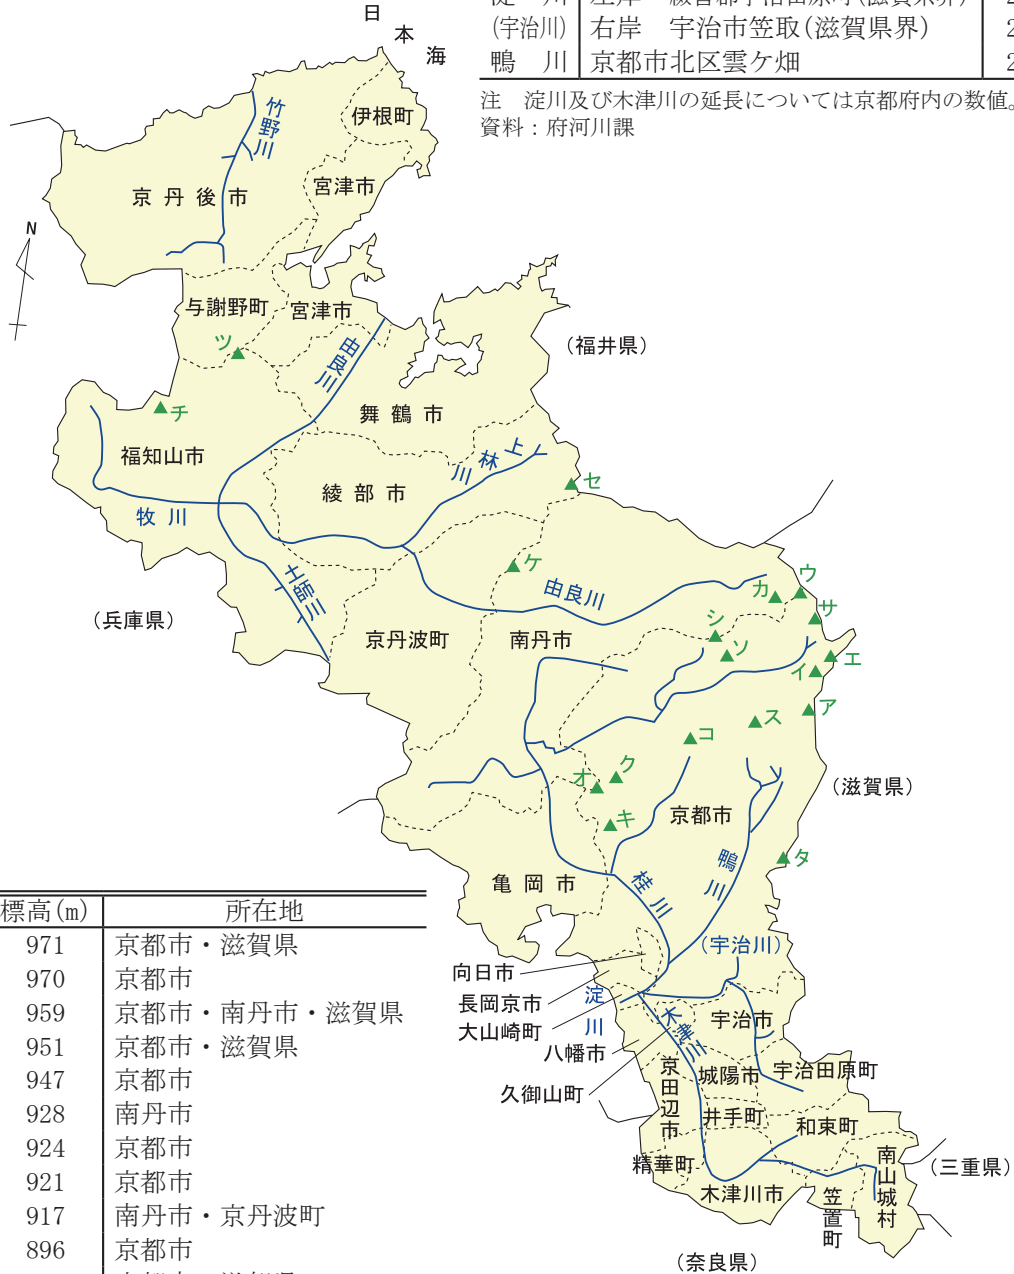 (宇治川) 右岸　宇治市笠取(滋賀県界)
鴨　川 京都市北区雲ケ畑
注　淀川及び木津川の延長については京都府内の数値。
資料：府河川課
日本海
竹野川
伊根町
宮津市
京丹後市
N
与謝野町
宮津市
由良川
ツ
(福井県)
チ
舞鶴市
福知山市
上林川
セ
綾部市
牧川
ケ
土師川
由良川
カ
ウ
サ
(兵庫県)
シ
京丹波町
南丹市
ソ
エ
イ
ア
ス
コ
ク
オ
(滋賀県)
キ
京都市
タ
鴨川
亀岡市
桂川
標高(m) 所在地
971 京都市・滋賀県
970 京都市
959 京都市・南丹市・滋賀県
951 京都市・滋賀県
947 京都市
928 南丹市
924 京都市
921 京都市
917 南丹市・京丹波町
896 京都市
(宇治川)
向日市
長岡京市
淀川
大山崎町
木津川
宇治市
八幡市
京田辺市
城陽市
宇治田原町
久御山町
井手町
和束町
精華町
南山城村
(三重県)
木津川市
笠置町
(奈良県)